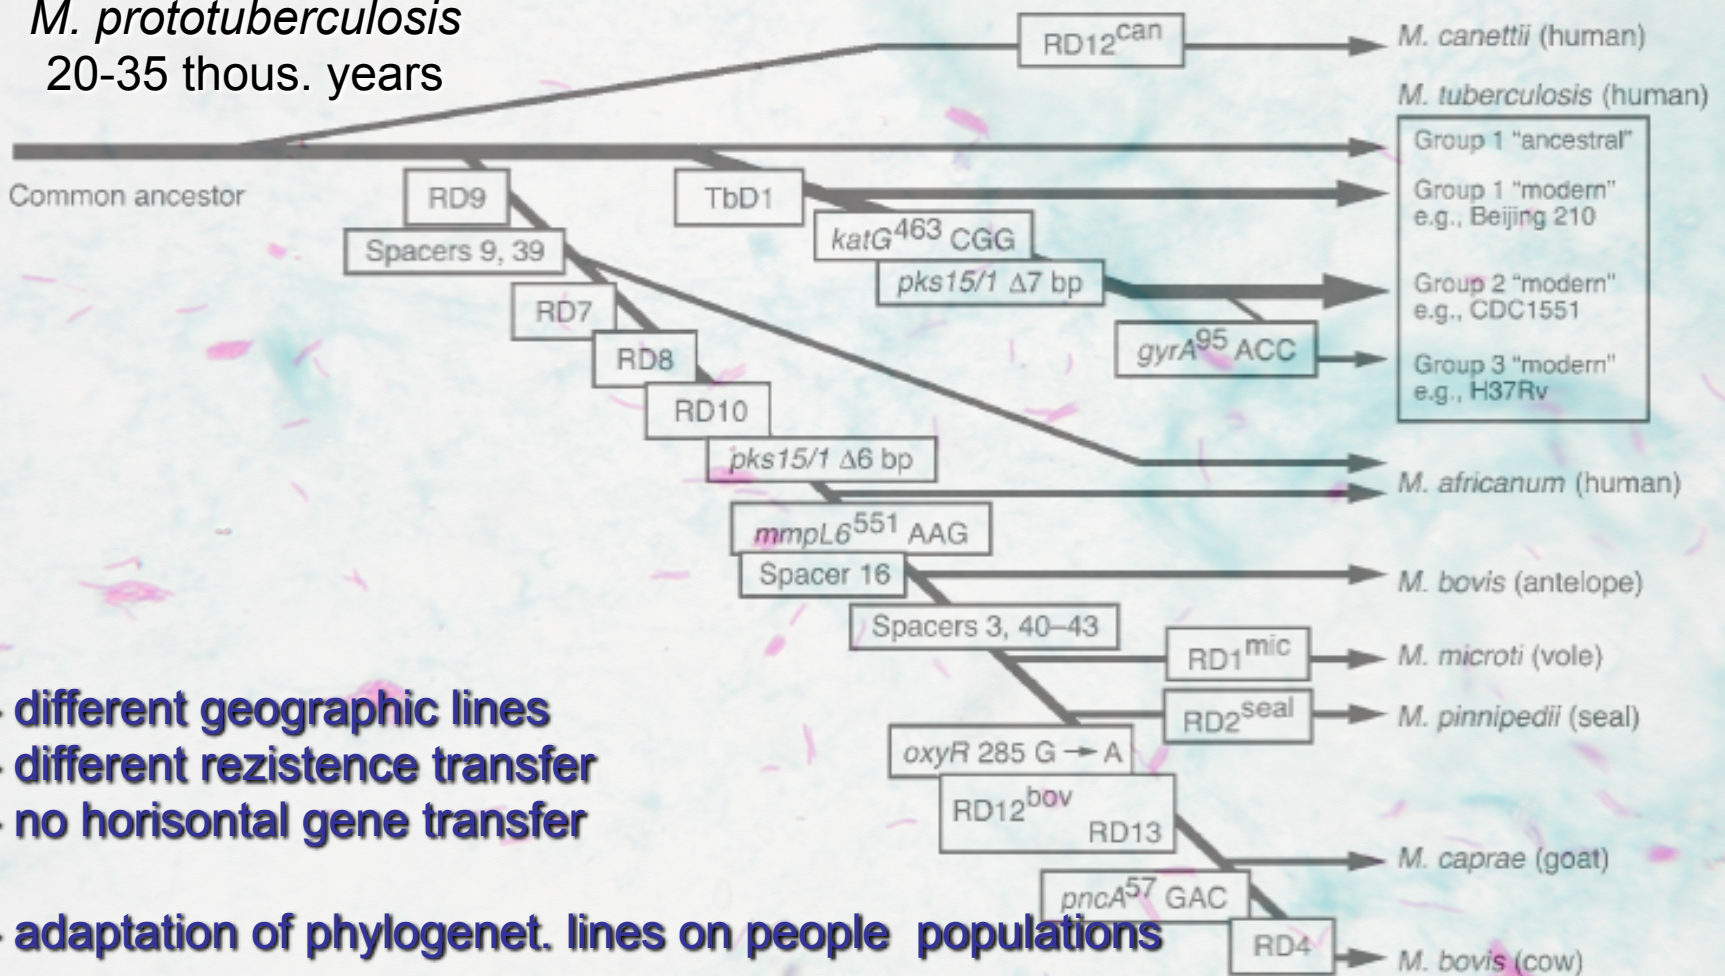 M. prototuberculosis
20-35 thous. years
RD12can
M. canettii (human)
M. tuberculosis (human)
Group 1 “ancestral”
Common ancestor
RD9
TbD1
Group 1 “modern”
e.g., Beijing 210
katG463 CGG
Spacers 9, 39
pks15/1 Δ7 bp
Group 2 “modern”
e.g., CDC1551
RD7
gyrA95 ACC
RD8
Group 3 “modern”
e.g., H37Rv
RD10
pks15/1 Δ6 bp
M. africanum (human)
mmpL6551 AAG
Spacer 16
M. bovis (antelope)
Spacers 3, 40–43
RD1mic
M. microti (vole)
- different geographic lines
RD2seal
M. pinnipedii (seal)
oxyR 285 G → A
- different rezistence transfer
- no horisontal gene transfer
RD12bov
RD13
M. caprae (goat)
pncA57 GAC
- adaptation of phylogenet. lines on people populations
RD4
M. bovis (cow)